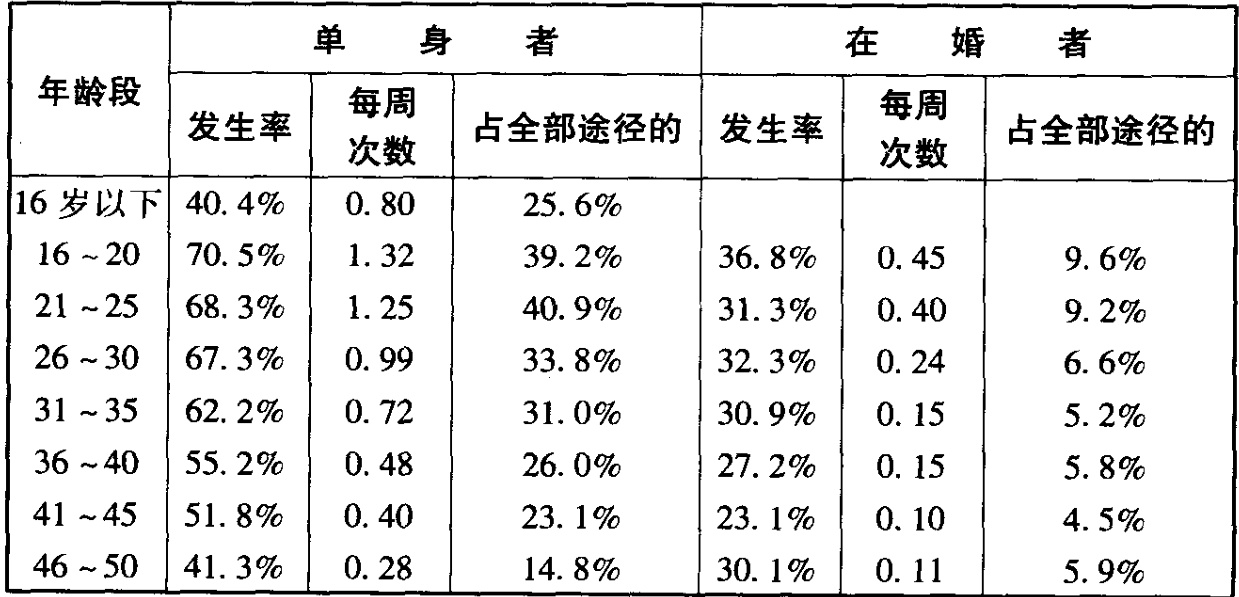 年龄段 单身者 在婚者
发生率 每周次数 占全部途径的 发生率 每周次数 占全部途径的
16 岁以下 40.4% 0.80 25.6%
16~20 70.5% 1.32 39.2% 36.8% 0.45 9.6%
21~25 68.3% 1.25 40.9% 31.3% 0.40 9.2%
26~30 67.3% 0.99 33.8% 32.3% 0.24 6.6%
31~35 62.2% 0.72 31.0% 30.9% 0.15 5.2%
36~40 55.2% 0.48 26.0% 27.2% 0.15 5.8%
41~45 51.8% 0.40 23.1% 23.1% 0.10 4.5%
46~50 41.3% 0.28 14.8% 30.1% 0.11 5.9%